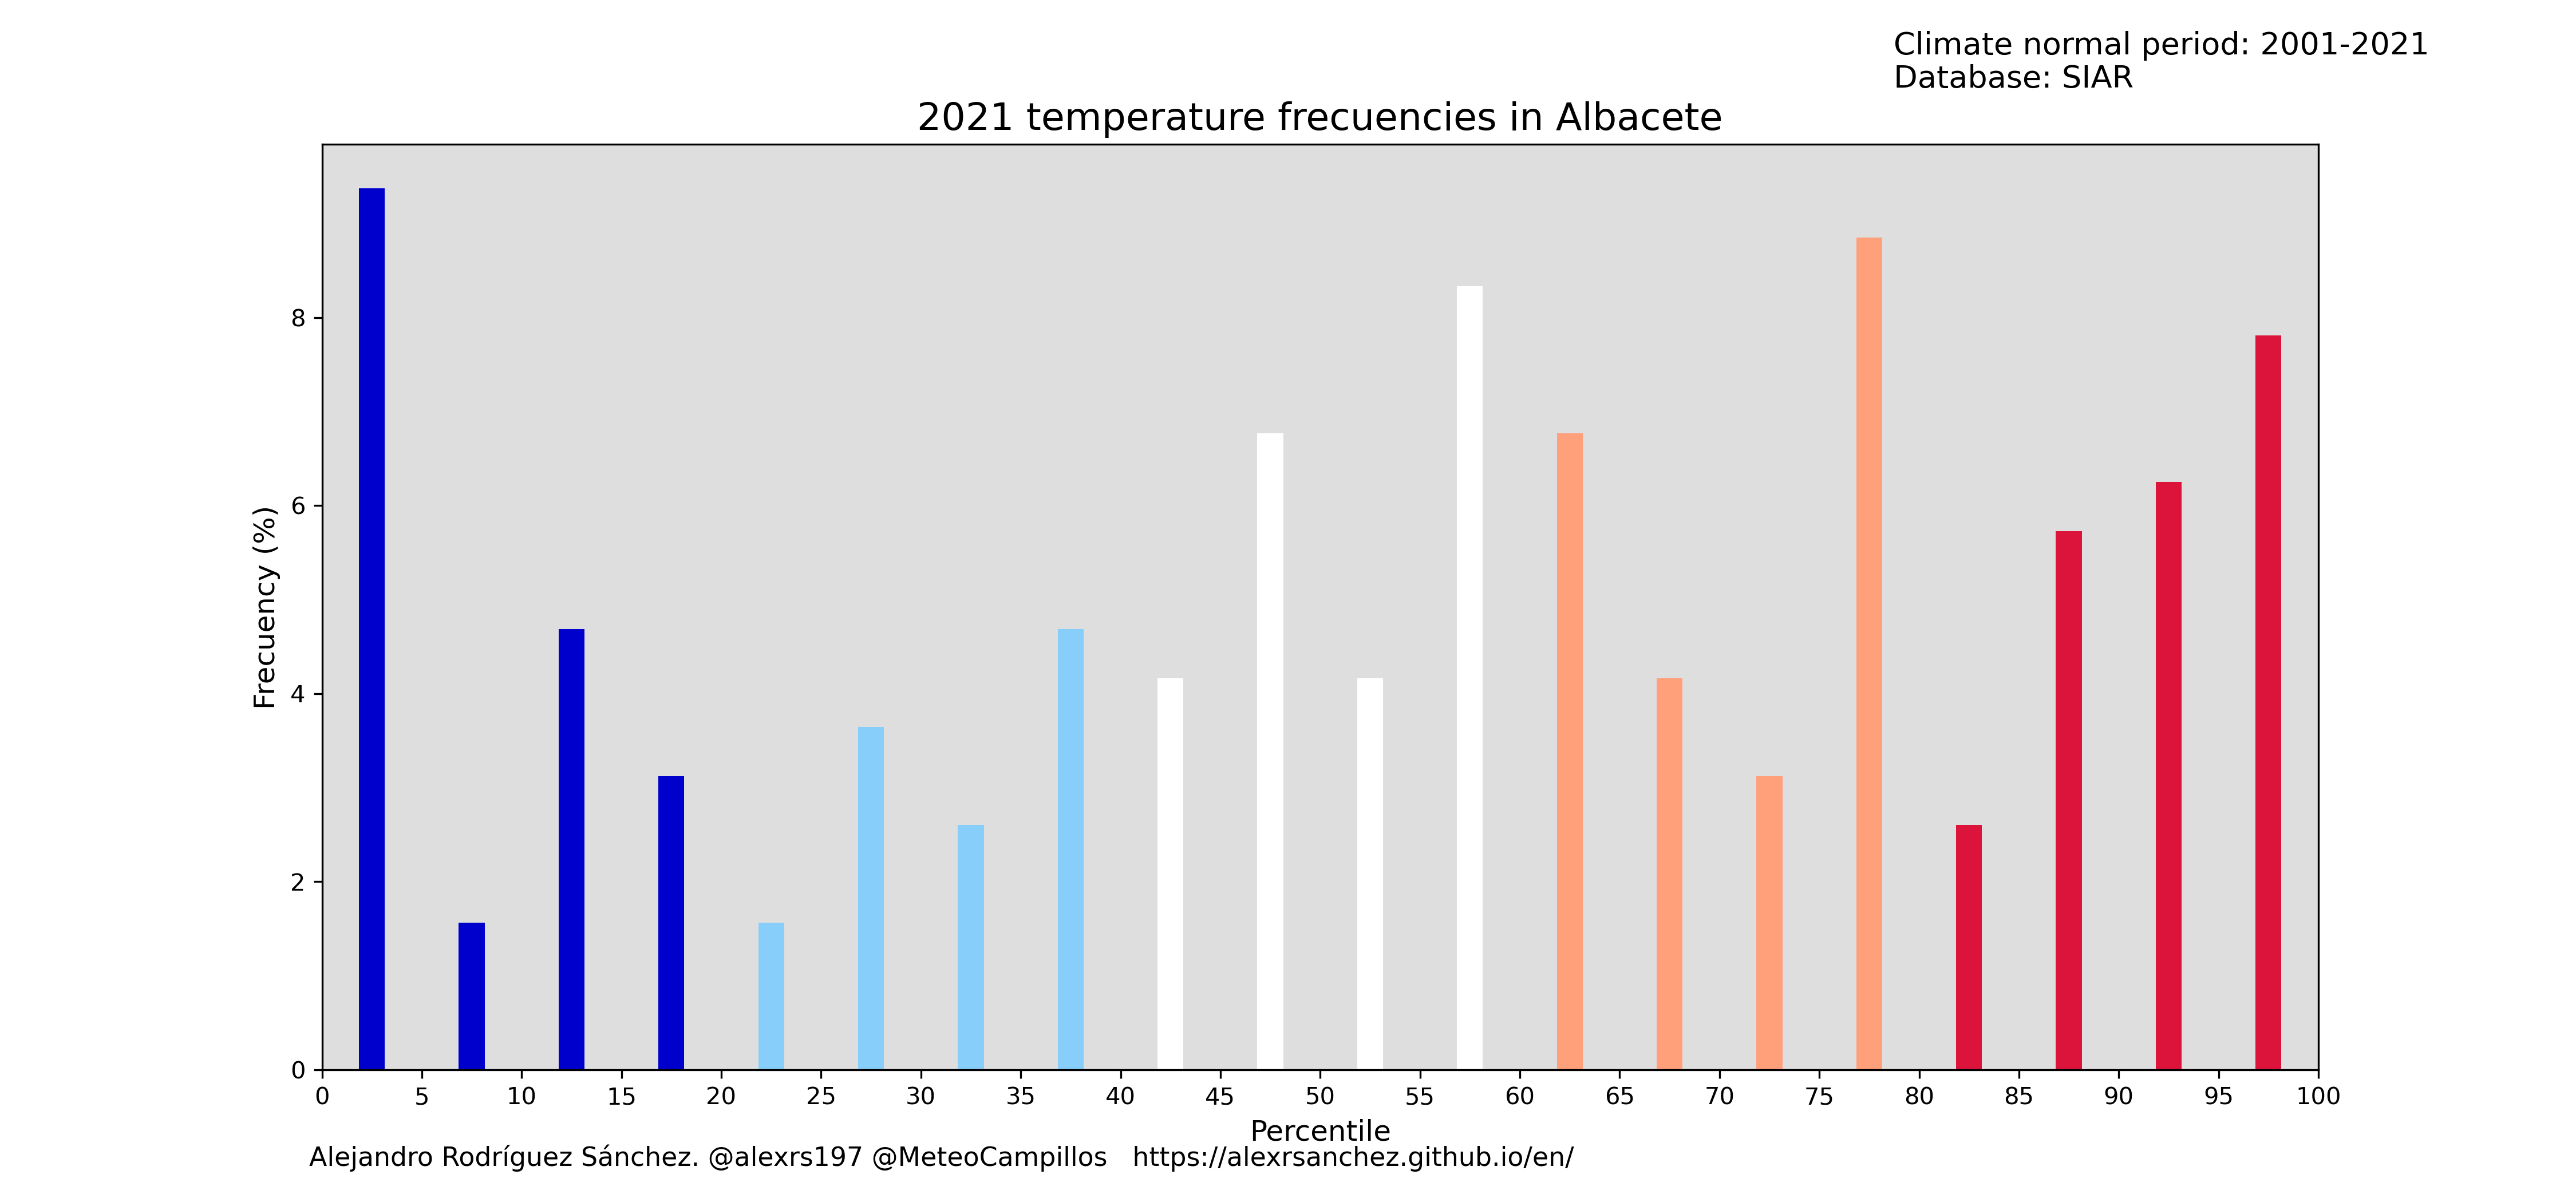 Climate normal period: 2001-2021
Database: SIAR
2021 temperature frecuencies in Albacete
Frecuency (%)
8
6
4
2
0
0 5 10 15 20 25 30 35 40 45 50 55 60 65 70 75 80 85 90 95 100
Percentile
Alejandro Rodríguez Sánchez. @alexrs197 @MeteoCampillos https://alexrsanchez.github.io/en/